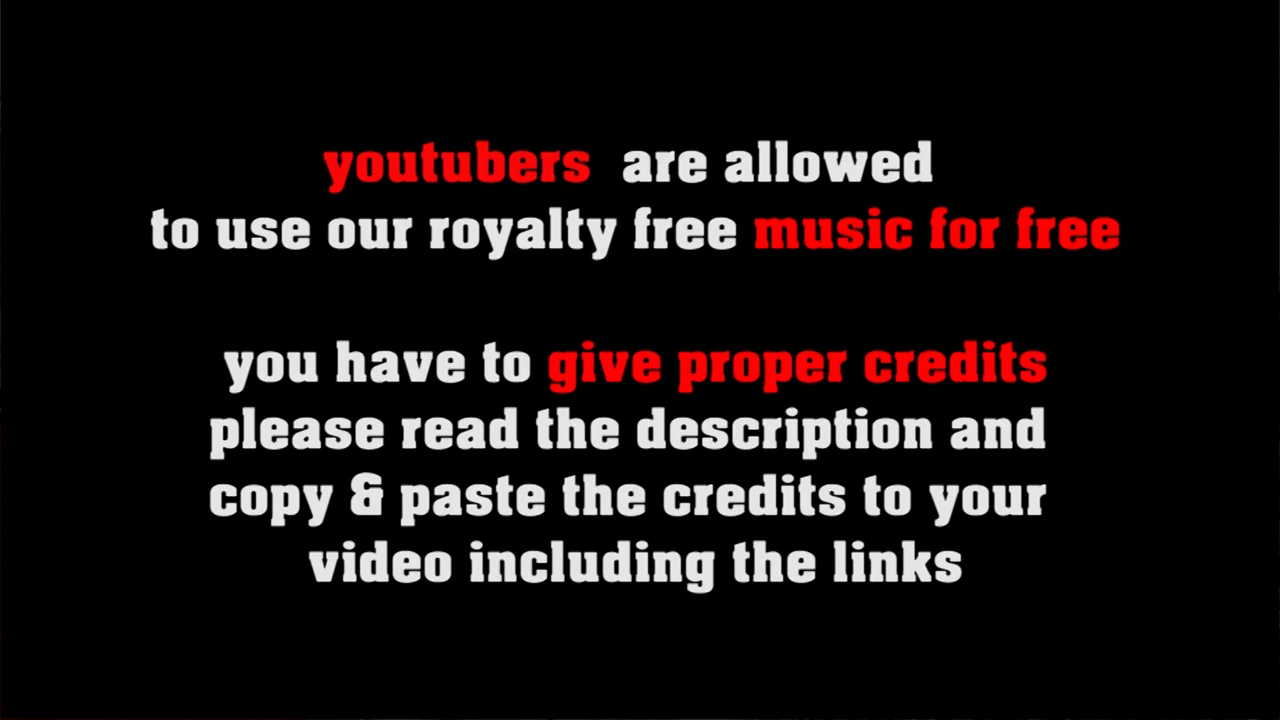 youtubers are allowed
to use our royalty free music for free
you have to give proper credits
please read the description and
copy & paste the credits to your
video including the links